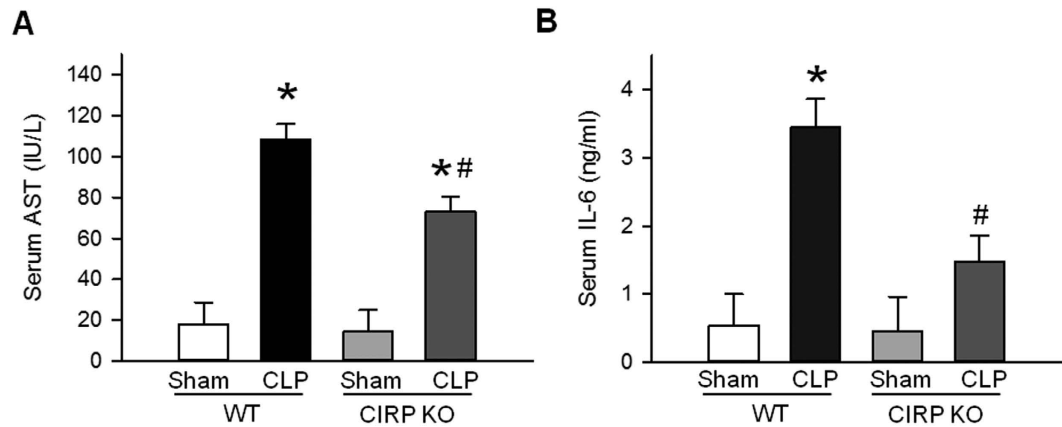 A
Serum AST (IU/L)
140
120
100
80
60
40
20
0
*
* #
Sham CLP Sham CLP
WT CIRP KO
B
Serum IL-6 (ng/ml)
4
3
2
1
0
*
#
Sham CLP Sham CLP
WT CIRP KO